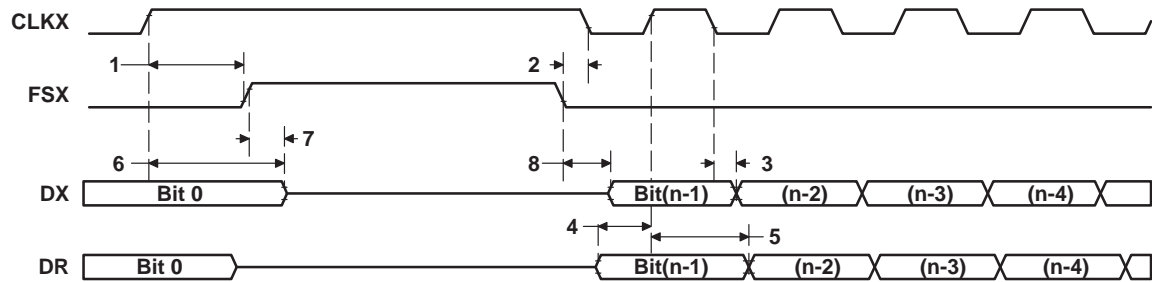 CLKX
1
2
FSX
7
6
8
3
DX
Bit 0
Bit(n-1)
(n-2)
(n-3)
(n-4)
4
5
DR
Bit 0
Bit(n-1)
(n-2)
(n-3)
(n-4)